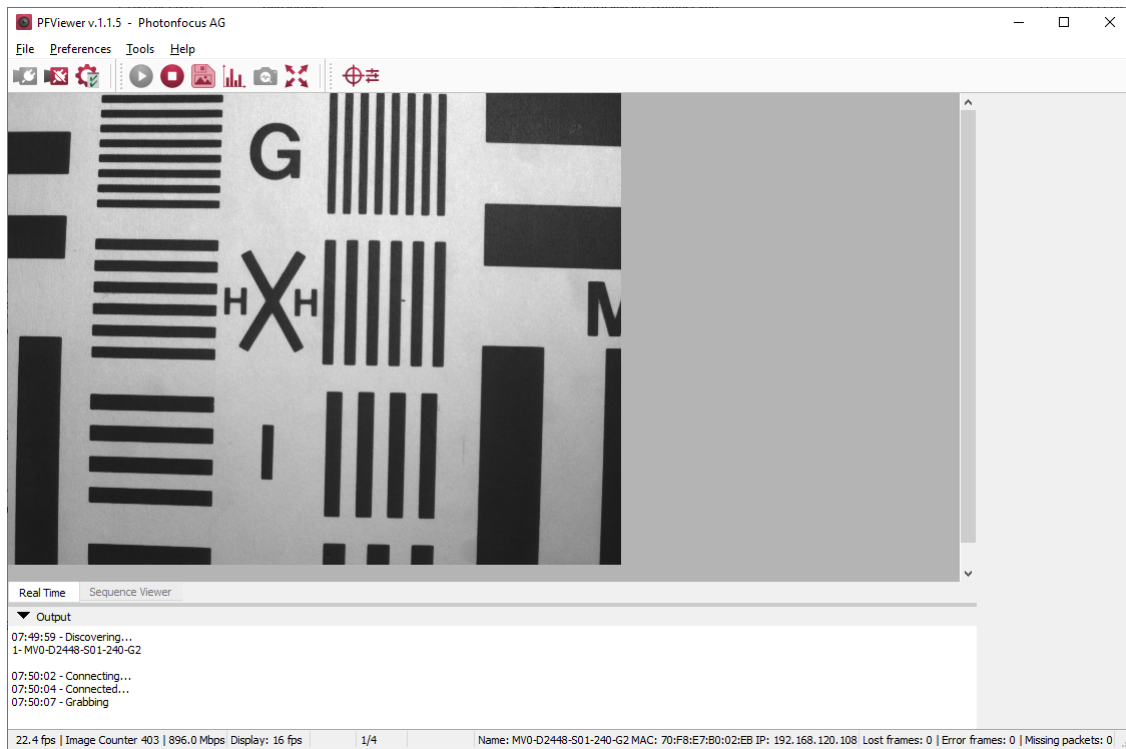 PFViewer v.1.1.5 - Photonfocus AG
File Preferences Tools Help
G
H X H
M
I
Real Time Sequence Viewer
Output
07:49:59 - Discovering...
1- MV0-D2448-S01-240-G2
07:50:02 - Connecting...
07:50:04 - Connected...
07:50:07 - Grabbing
22.4 fps | Image Counter 403 | 896.0 Mbps Display: 16 fps 1/4 Name: MV0-D2448-S01-240-G2 MAC: 70:F8:E7:B0:02:EB IP: 192.168.120.108 Lost frames: 0 | Error frames: 0 | Missing packets: 0